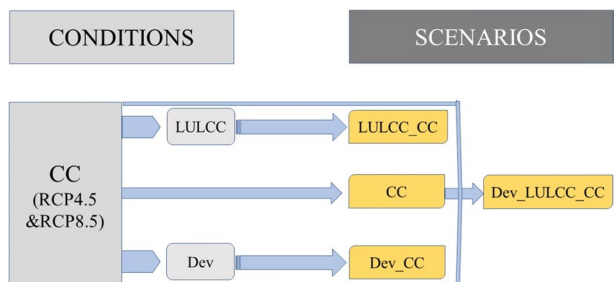 CONDITIONS
SCENARIOS
CC
(RCP4.5
&RCP8.5)
LULCC
LULCC_CC
CC
Dev_LULCC_CC
Dev
Dev_CC